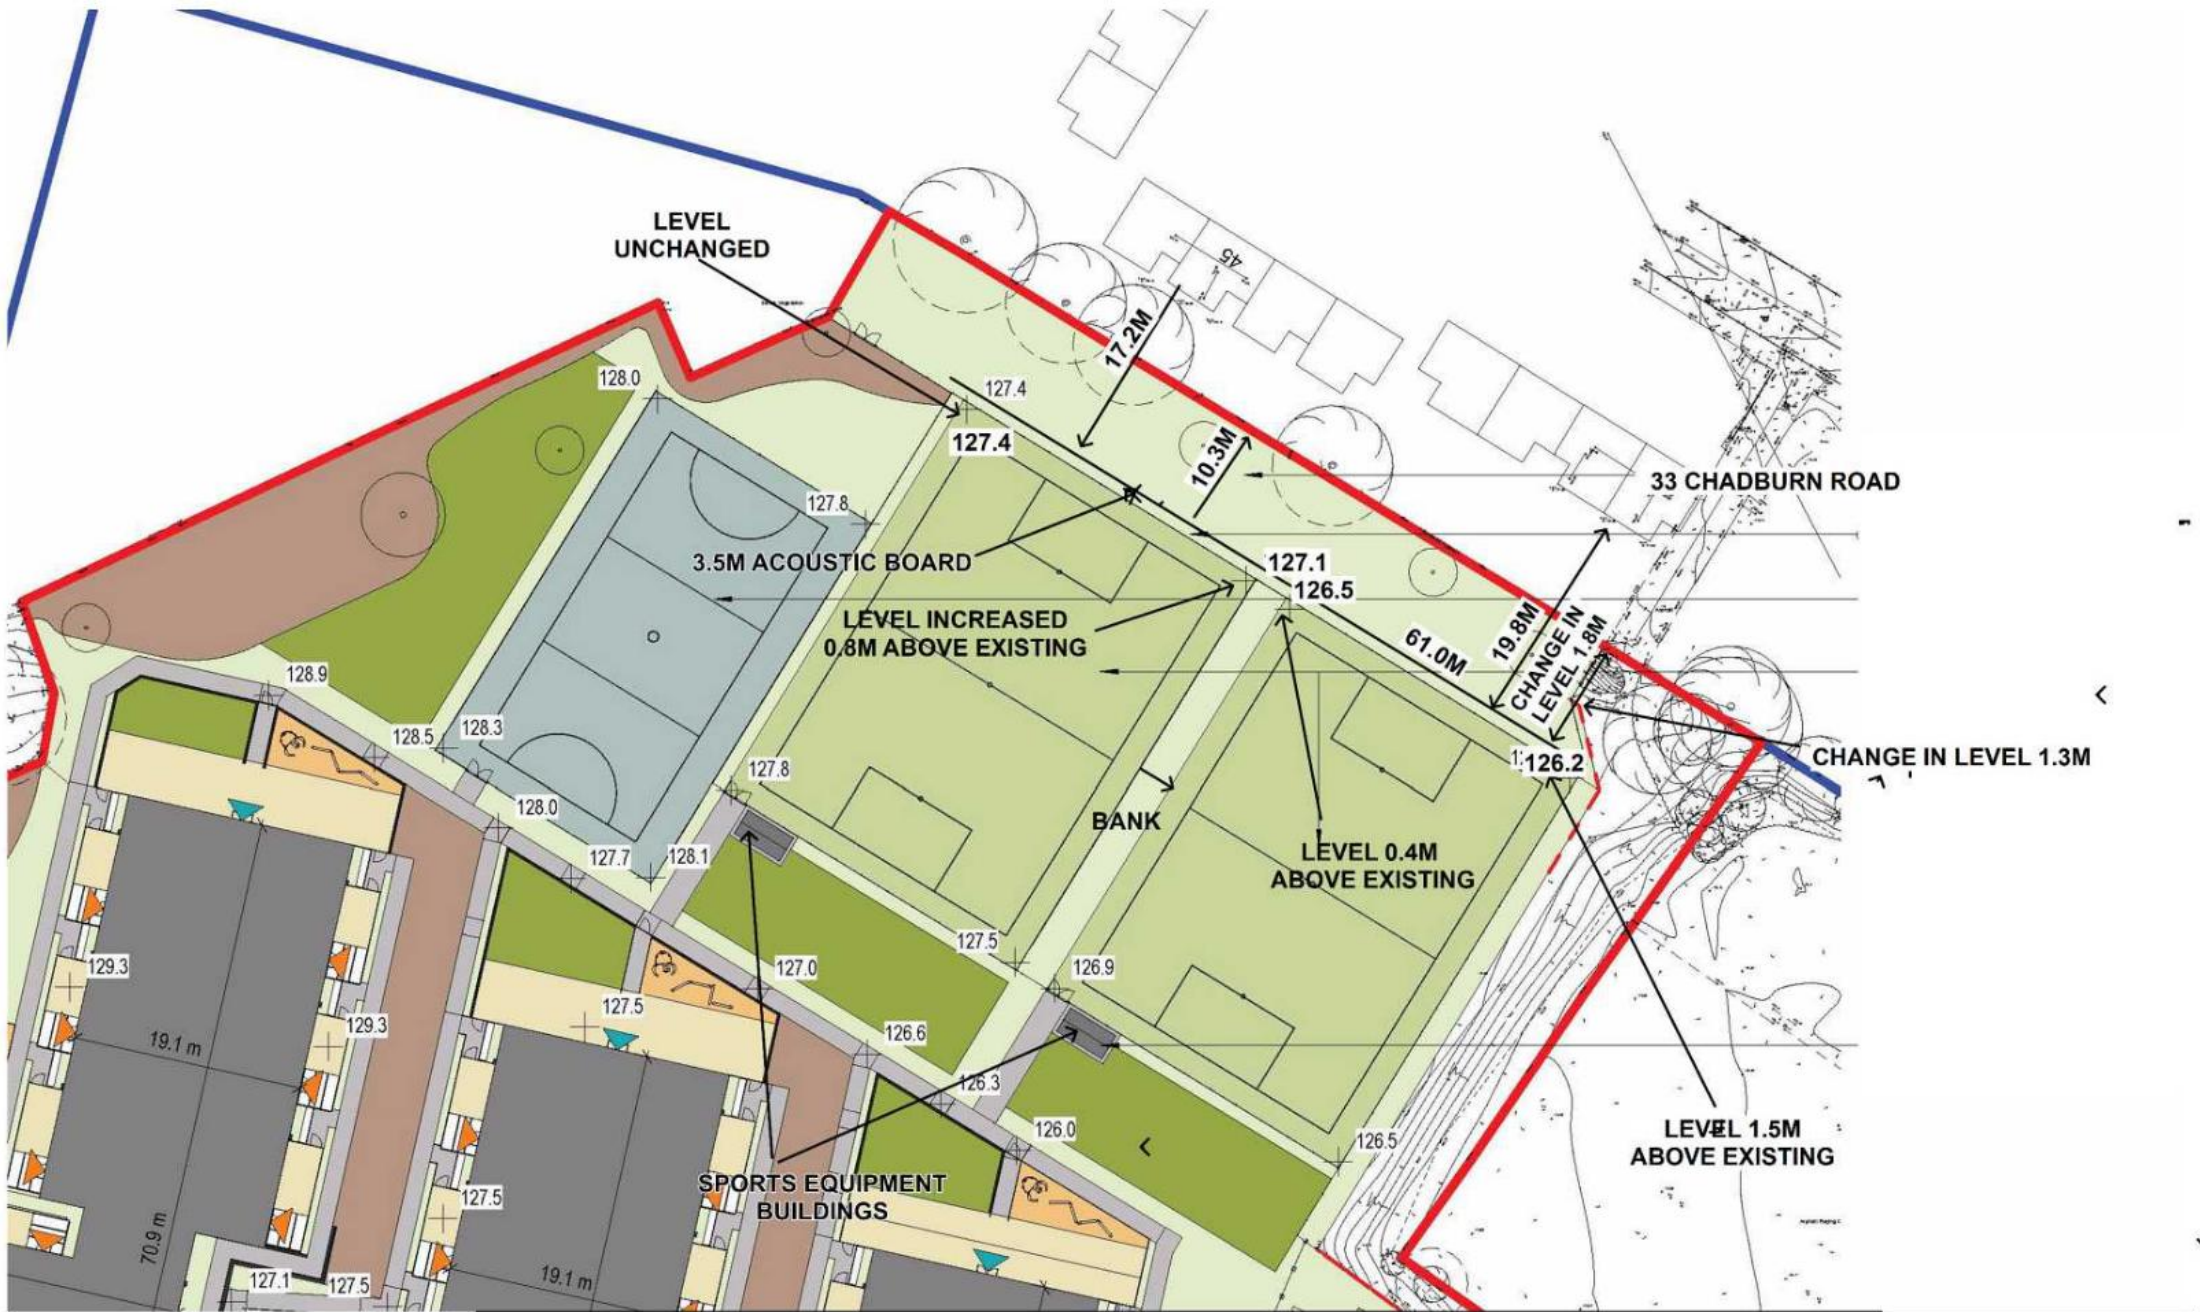 LEVEL
UNCHANGED
45
17.2M
128.0
127.4
127.4
10.3M
33 CHADBURN ROAD
127.8
3.5M ACOUSTIC BOARD
127.1
126.5
LEVEL INCREASED
0.8M ABOVE EXISTING
61.0M
19.8M
CHANGE IN
LEVEL 1.8M
128.9
128.5
128.3
127.8
126.2
CHANGE IN LEVEL 1.3M
128.0
BANK
127.7
128.1
LEVEL 0.4M
ABOVE EXISTING
127.5
126.9
129.3
127.0
127.5
129.3
19.1 m
126.6
126.3
126.0
126.5
LEVEL 1.5M
ABOVE EXISTING
SPORTS EQUIPMENT
BUILDINGS
127.5
70.9 m
127.1
127.5
19.1 m